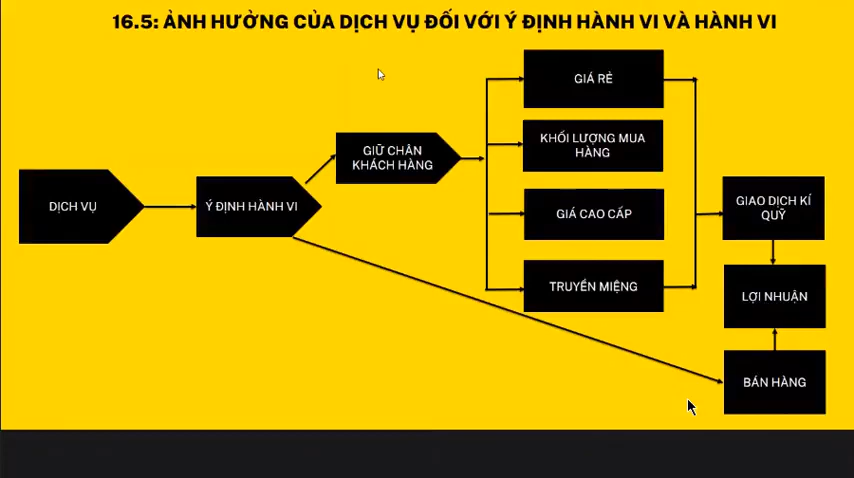 16.5: ẢNH HƯỞNG CỦA DỊCH VỤ ĐỐI VỚI Ý ĐỊNH HÀNH VI VÀ HÀNH VI
DỊCH VỤ
Ý ĐỊNH HÀNH VI
GIỮ CHÂN
KHÁCH HÀNG
GIÁ RẺ
KHỐI LƯỢNG MUA
HÀNG
GIÁ CAO CẤP
TRUYỀN MIỆNG
GIAO DỊCH KÍ
QUỸ
LỢI NHUẬN
BÁN HÀNG